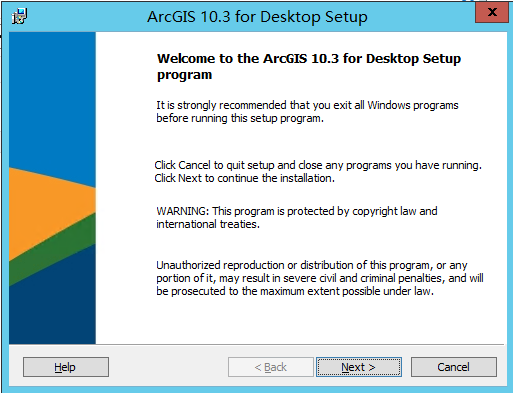 ArcGIS 10.3 for Desktop Setup
x
Welcome to the ArcGIS 10.3 for Desktop Setup
program
It is strongly recommended that you exit all Windows programs
before running this setup program.
Click Cancel to quit setup and close any programs you have running.
Click Next to continue the installation.
WARNING: This program is protected by copyright law and
international treaties.
Unauthorized reproduction or distribution of this program, or any
portion of it, may result in severe civil and criminal penalties, and will
be prosecuted to the maximum extent possible under law.
Help
< Back
Next >
Cancel